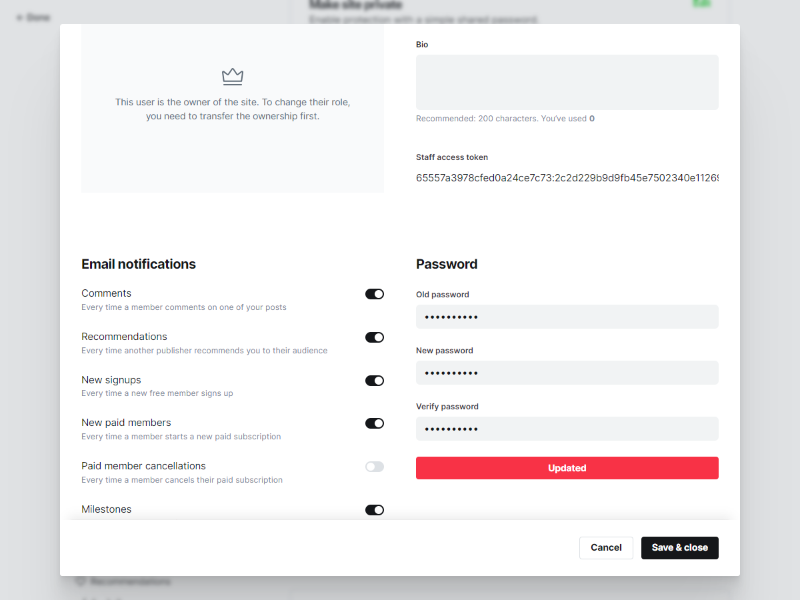 Done
Make site private
Edit
Enable protection with a simple shared password.
This user is the owner of the site. To change their role,
you need to transfer the ownership first.
Bio
Recommended: 200 characters. You've used 0
Staff access token
65557a3978cfed0a24ce7c73:2c2d229b9d9fb45e7502340e11269
Email notifications
Comments
Every time a member comments on one of your posts
Recommendations
Every time another publisher recommends you to their audience
New signups
Every time a new free member signs up
New paid members
Every time a member starts a new paid subscription
Paid member cancellations
Every time a member cancels their paid subscription
Milestones
Password
Old password
••••••••••
New password
••••••••••
Verify password
••••••••••
Updated
Cancel
Save & close
Recommendations